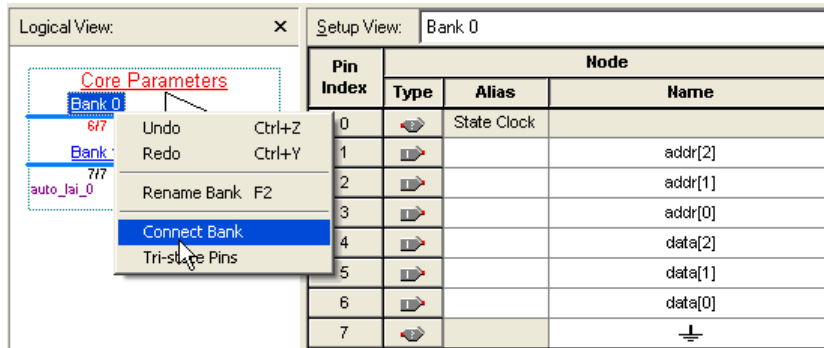 Logical View:
Core Parameters
Bank 0
6/7
Bank
7/7
auto_lai_0
Undo Ctrl+Z
Redo Ctrl+Y
Rename Bank F2
Connect Bank
Tri-state Pins
Setup View: Bank 0
Pin Index Node
Type Alias Name
0 State Clock
1 addr[2]
2 addr[1]
3 addr[0]
4 data[2]
5 data[1]
6 data[0]
7